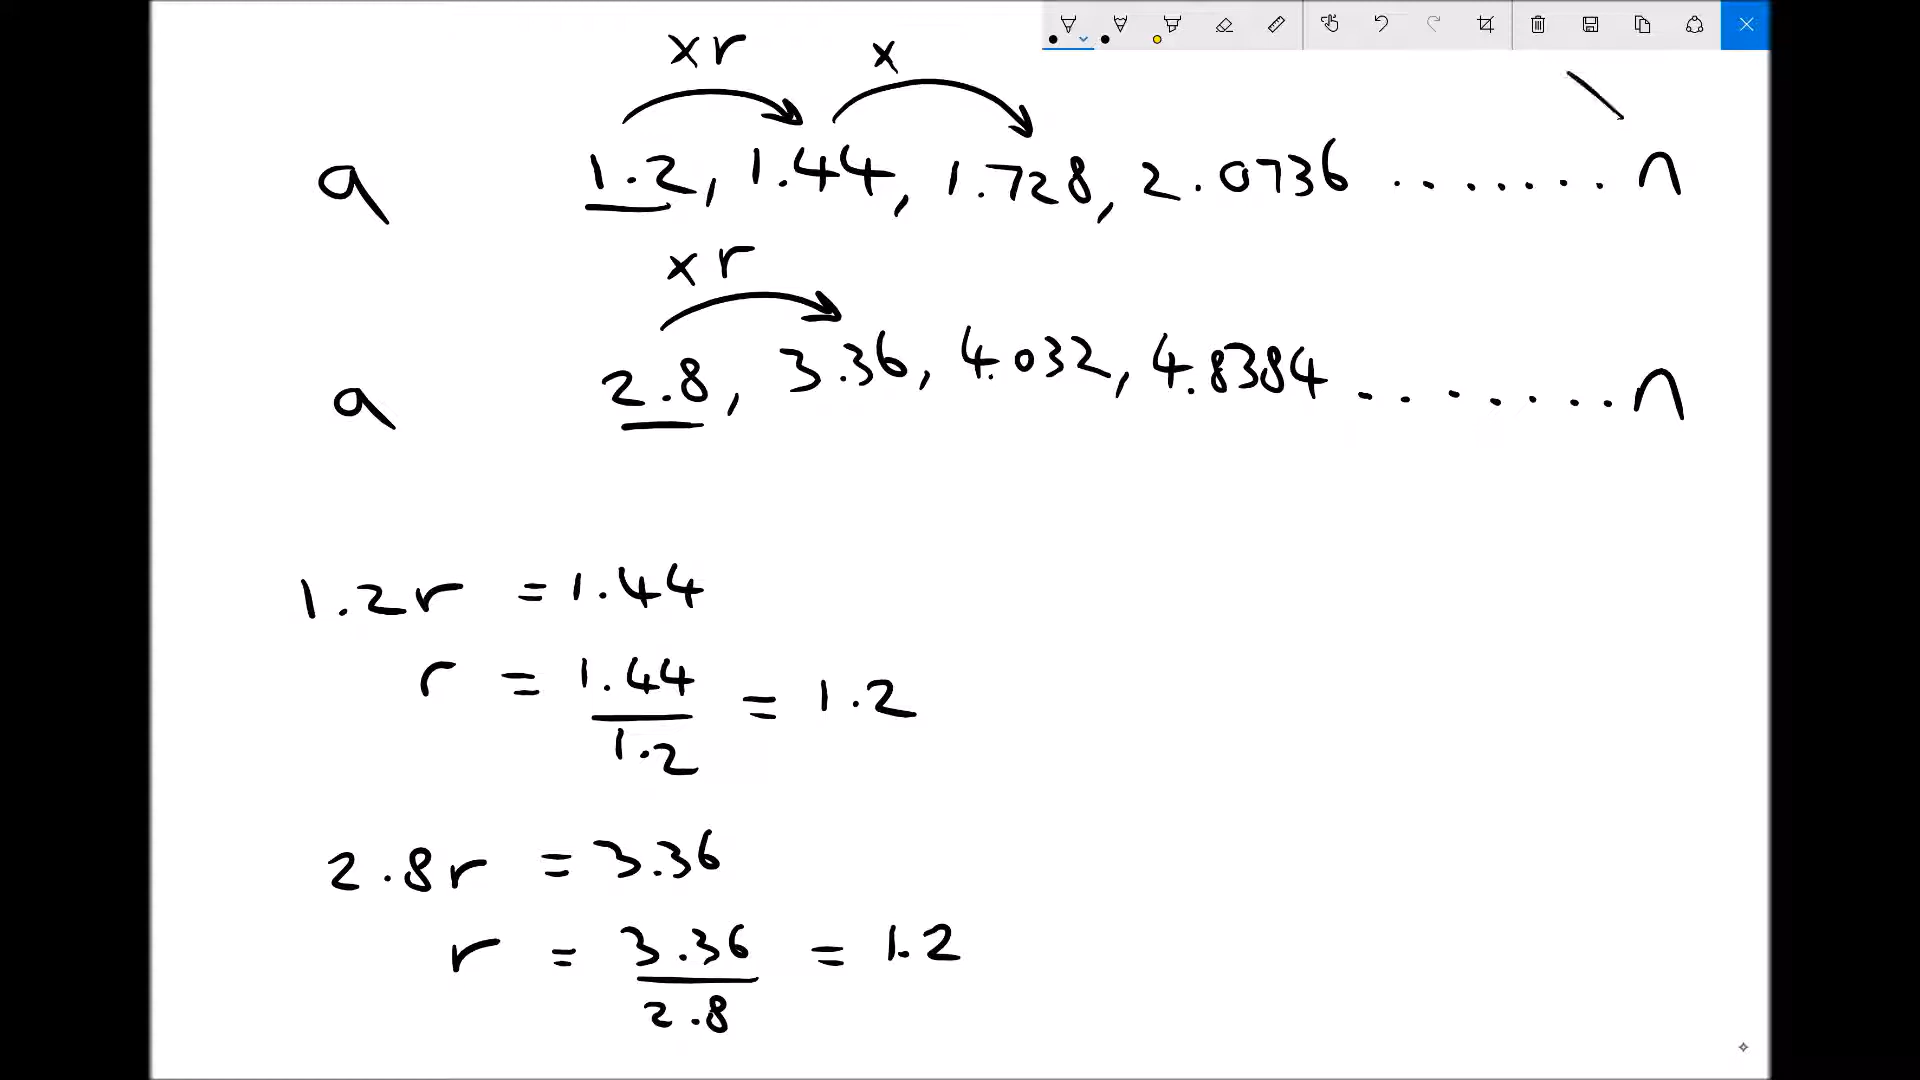 xr x
a 1.2, 1.44, 1.728, 2.0736 ....... n
xr
a 2.8, 3.36, 4.032, 4.8384 ....... n
1.2r = 1.44
r = 1.44/1.2 = 1.2
2.8r = 3.36
r = 3.36/2.8 = 1.2